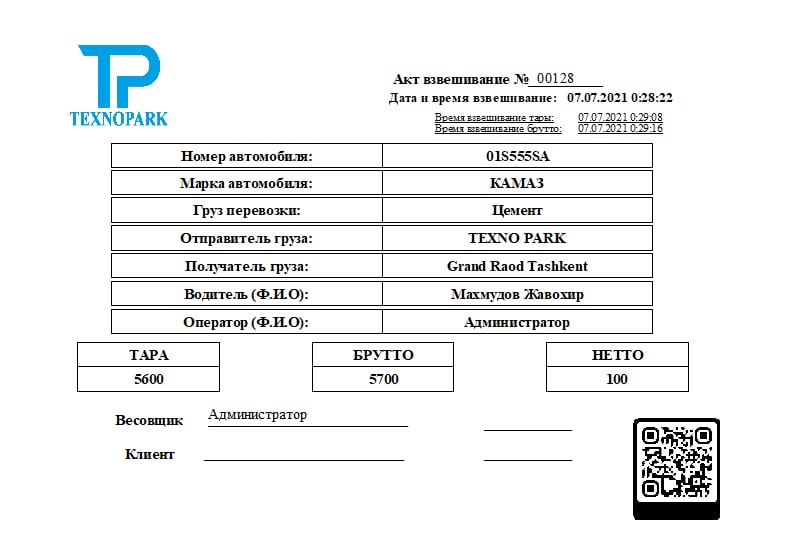 TP
TEXNOPARK
Акт взвешивание № 00128
Дата и время взвешивание: 07.07.2021 0:28:22
Время взвешивание тары: 07.07.2021 0:29:08
Время взвешивание брутто: 07.07.2021 0:29:16
Номер автомобиля: 01S555SA
Марка автомобиля: КАМАЗ
Груз перевозки: Цемент
Отправитель груза: TEXNO PARK
Получатель груза: Grand Raod Tashkent
Водитель (Ф.И.О): Махмудов Жавохир
Оператор (Ф.И.О): Администратор
ТАРА БРУТТО НЕТТО
5600 5700 100
Весовщик Администратор
Клиент